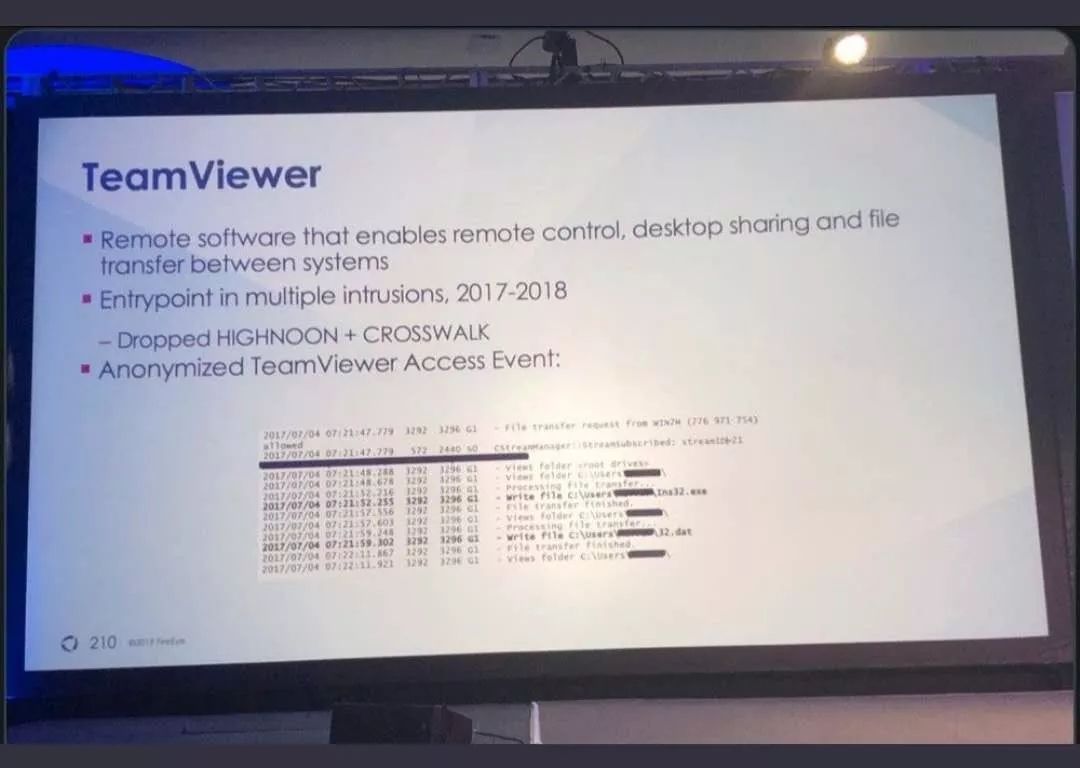 TeamViewer
▪ Remote software that enables remote control, desktop sharing and file
transfer between systems
▪ Entrypoint in multiple intrusions, 2017-2018
– Dropped HIGHNOON + CROSSWALK
▪ Anonymized TeamViewer Access Event:
2017/07/04 07:21:47.779 3292 3296 G1 - File transfer request from WIN7H (776 971 754)
allowed
2017/07/04 07:21:47.779 572 2440 S0 CStreamManager::StreamSubscribed: streamID=21
2017/07/04 07:21:48.288 3292 3296 G1 - Views folder <root drives>
2017/07/04 07:21:48.678 3292 3296 G1 - Views folder C:\Users \
2017/07/04 07:21:52.216 3292 3296 G1 - Processing file transfer...
2017/07/04 07:21:52.255 3292 3296 G1 - Write file C:\Users \Ins32.exe
2017/07/04 07:21:57.556 3292 3296 G1 - File transfer finished.
2017/07/04 07:21:57.603 3292 3296 G1 - Views folder C:\Users \
2017/07/04 07:21:59.248 3292 3296 G1 - Processing file transfer...
2017/07/04 07:21:59.302 3292 3296 G1 - Write file C:\Users \32.dat
2017/07/04 07:22:11.867 3292 3296 G1 - File transfer finished.
2017/07/04 07:22:11.921 3292 3296 G1 - Views folder C:\Users \
210 FireEye